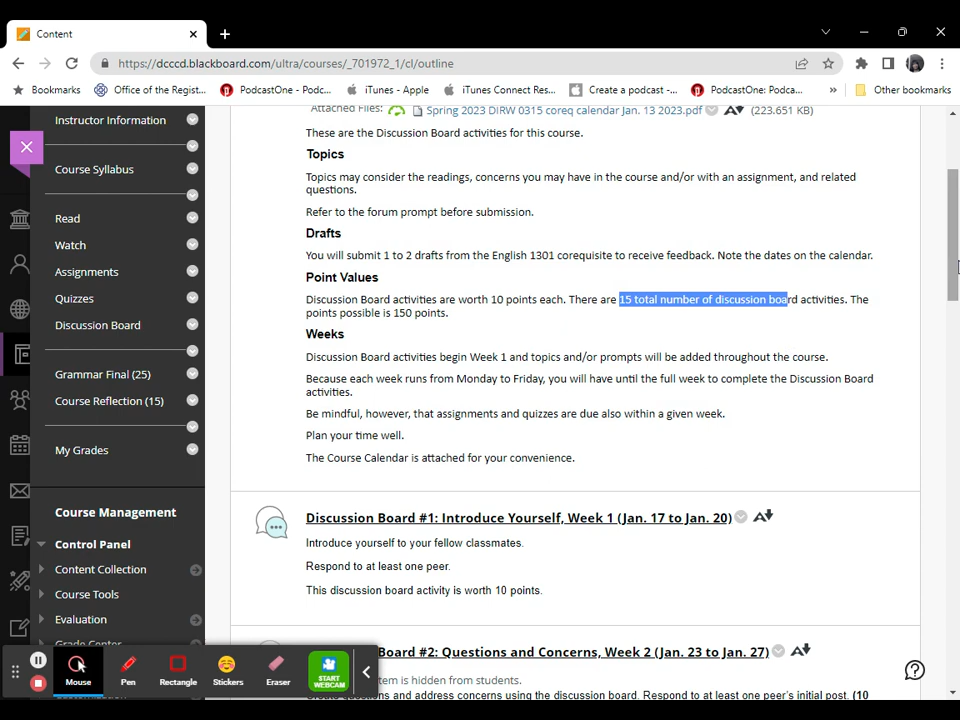 Content
https://dcccd.blackboard.com/ultra/courses/_701972_1/cl/outline
Bookmarks
Office of the Regist...
PodcastOne - Podc...
iTunes - Apple
iTunes Connect Res...
Create a podcast -...
PodcastOne: Podca...
»
Other bookmarks
Instructor Information
Course Syllabus
Read
Watch
Assignments
Quizzes
Discussion Board
Grammar Final (25)
Course Reflection (15)
My Grades
Course Management
Control Panel
Content Collection
Course Tools
Evaluation
Grade Center
Attached Files: Spring 2023 DIRW 0315 coreq calendar Jan. 13 2023.pdf (223.651 KB)
These are the Discussion Board activities for this course.
Topics
Topics may consider the readings, concerns you may have in the course and/or with an assignment, and related
questions.
Refer to the forum prompt before submission.
Drafts
You will submit 1 to 2 drafts from the English 1301 corequisite to receive feedback. Note the dates on the calendar.
Point Values
Discussion Board activities are worth 10 points each. There are 15 total number of discussion board activities. The
points possible is 150 points.
Weeks
Discussion Board activities begin Week 1 and topics and/or prompts will be added throughout the course.
Because each week runs from Monday to Friday, you will have until the full week to complete the Discussion Board
activities.
Be mindful, however, that assignments and quizzes are due also within a given week.
Plan your time well.
The Course Calendar is attached for your convenience.
Discussion Board #1: Introduce Yourself, Week 1 (Jan. 17 to Jan. 20)
Introduce yourself to your fellow classmates.
Respond to at least one peer.
This discussion board activity is worth 10 points.
Board #2: Questions and Concerns, Week 2 (Jan. 23 to Jan. 27)
tem is hidden from students.
Create questions and address concerns using the discussion board. Respond to at least one peer's initial post. (10
Mouse
Pen
Rectangle
Stickers
Eraser
START
WEBCAM